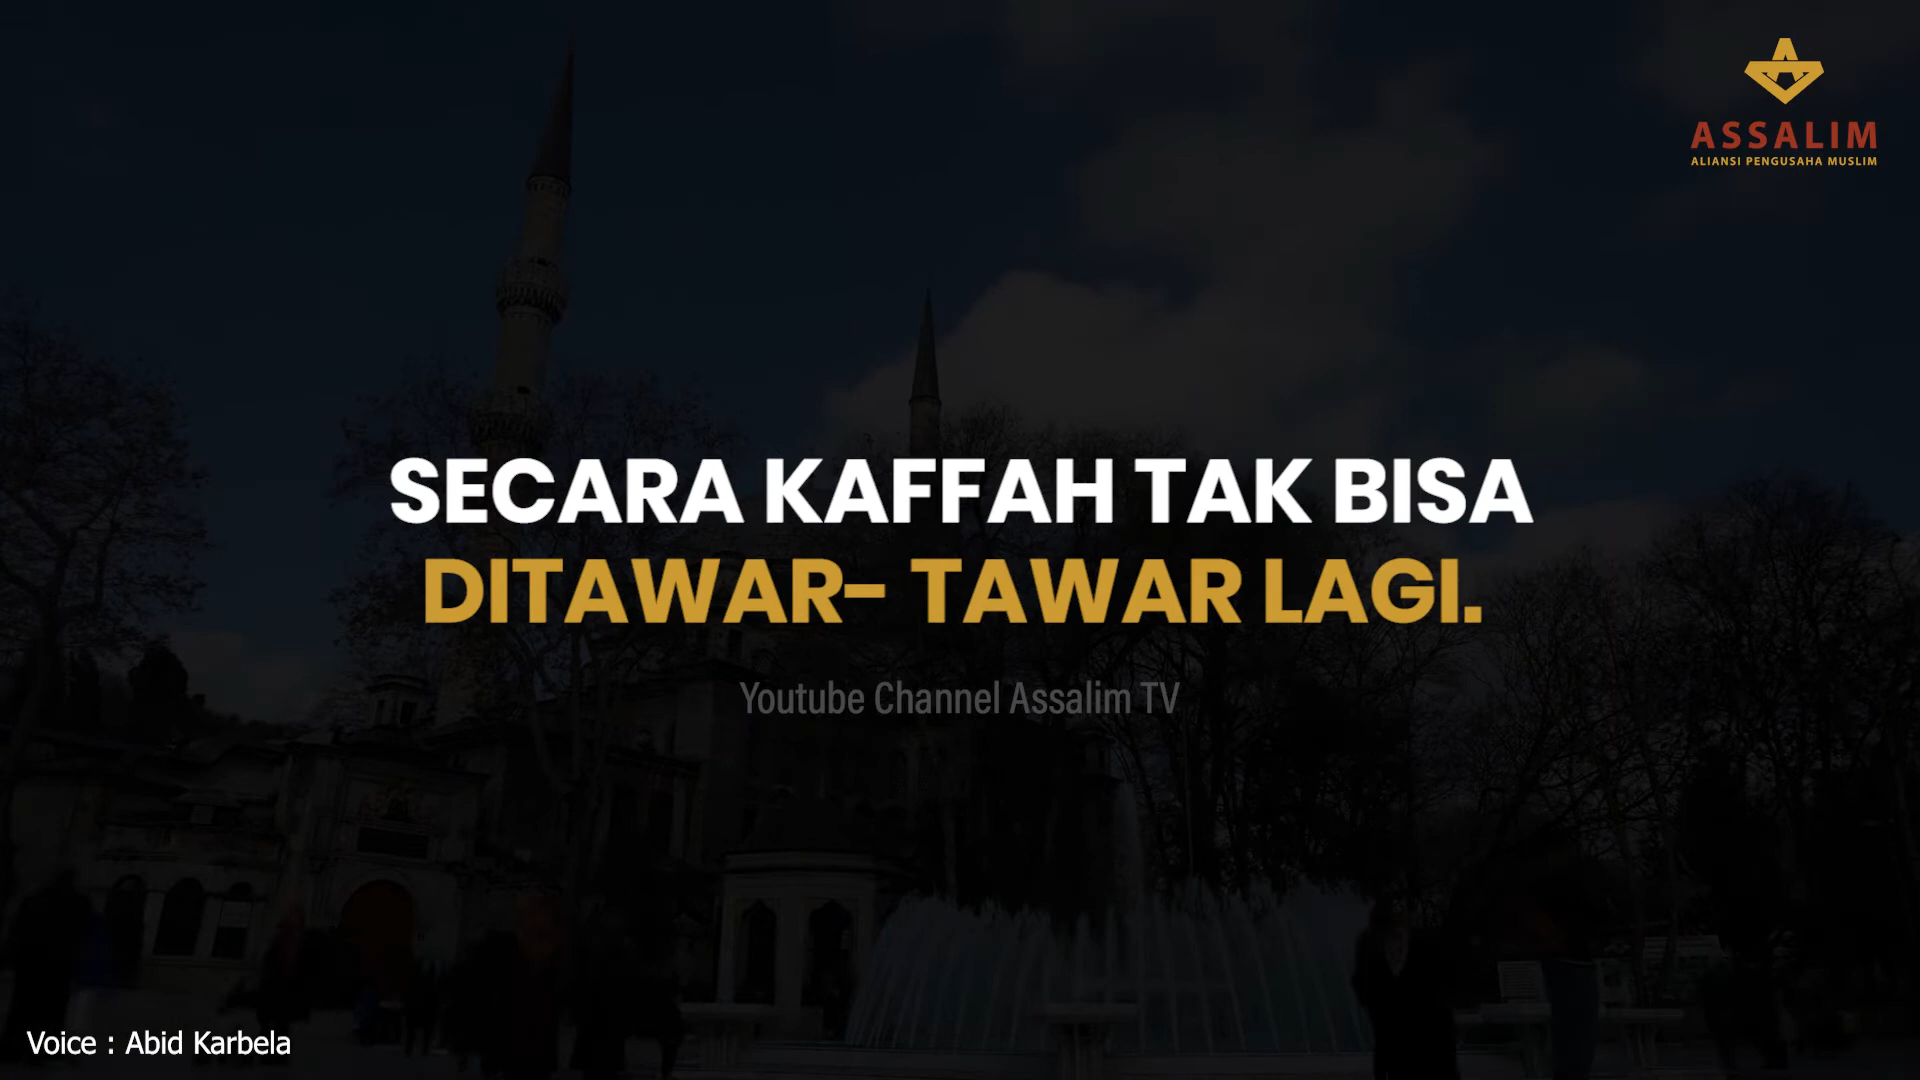 ASSALIM
ALIANSI PENGUSAHA MUSLIM
SECARA KAFFAH TAK BISA
DITAWAR- TAWAR LAGI.
Youtube Channel Assalim TV
Voice : Abid Karbela